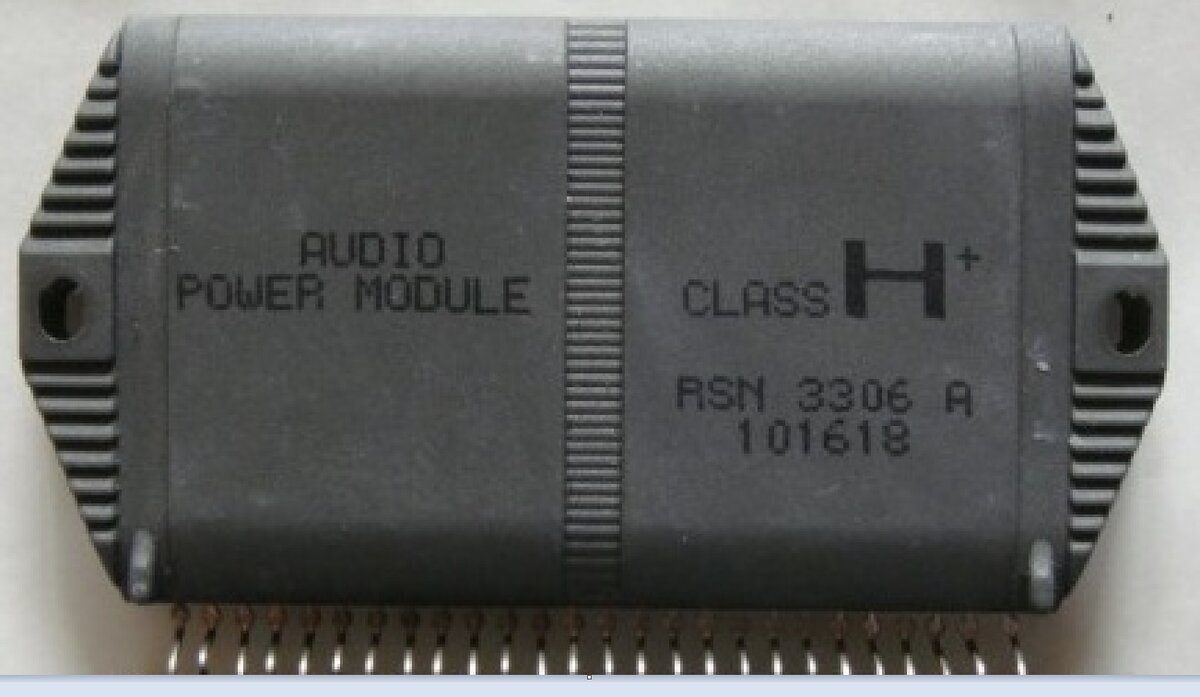 AUDIO
POWER MODULE
CLASS H+
RSN 3306 A
101618